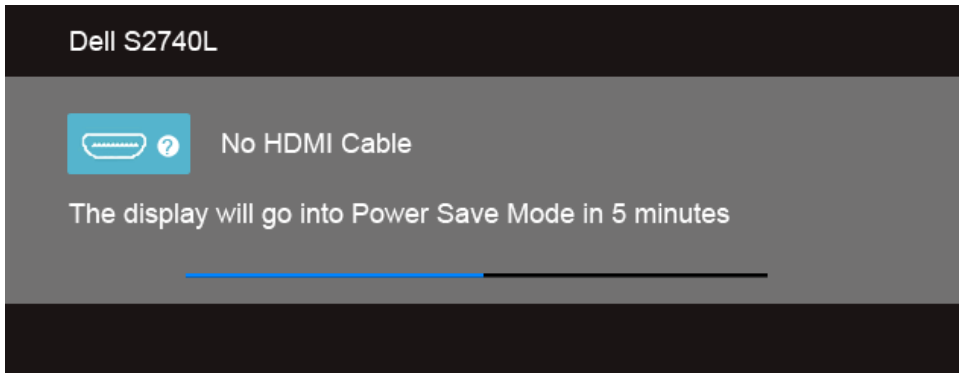 Dell S2740L
No HDMI Cable
The display will go into Power Save Mode in 5 minutes